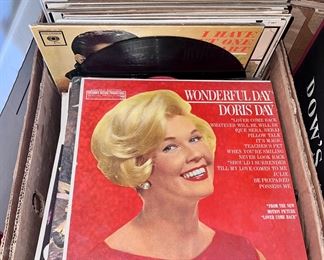 I HAVE
WONDERFUL DAY
DORIS DAY
"LOVER COME BACK
WHATEVER WILL BE, WILL BE
(QUE SERA, SERA)
PILLOW TALK
IT'S MAGIC
TEACHER'S PET
WHEN YOU'RE SMILING
NEVER LOOK BACK
"SHOULD I SURRENDER
TILL MY LOVE COMES TO ME
JULIE
BE PREPARED
POSSESS ME
"FROM THE NEW
MOTION PICTURE
"LOVER COME BACK"
DOW'S